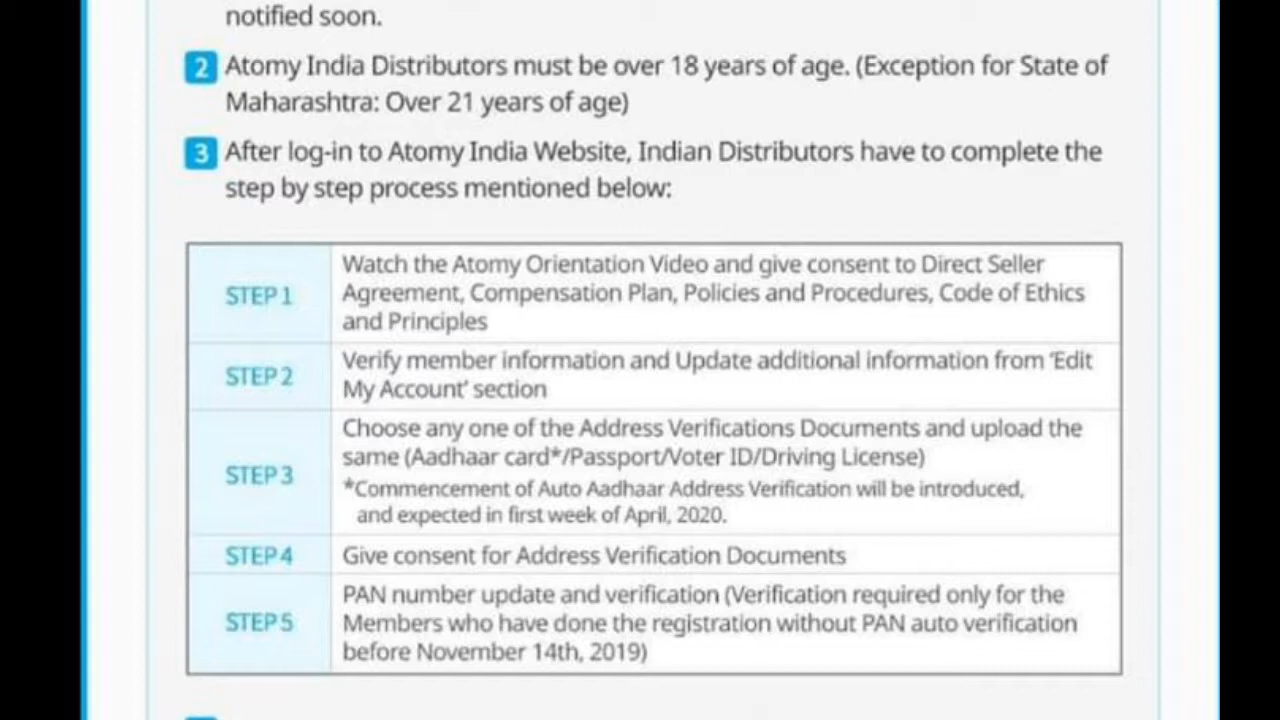 notified soon.
2 Atomy India Distributors must be over 18 years of age. (Exception for State of
Maharashtra: Over 21 years of age)
3 After log-in to Atomy India Website, Indian Distributors have to complete the
step by step process mentioned below:
STEP 1
Watch the Atomy Orientation Video and give consent to Direct Seller
Agreement, Compensation Plan, Policies and Procedures, Code of Ethics
and Principles
STEP 2
Verify member information and Update additional information from 'Edit
My Account' section
STEP 3
Choose any one of the Address Verifications Documents and upload the
same (Aadhaar card*/Passport/Voter ID/Driving License)
*Commencement of Auto Aadhaar Address Verification will be introduced,
and expected in first week of April, 2020.
STEP 4
Give consent for Address Verification Documents
STEP 5
PAN number update and verification (Verification required only for the
Members who have done the registration without PAN auto verification
before November 14th, 2019)